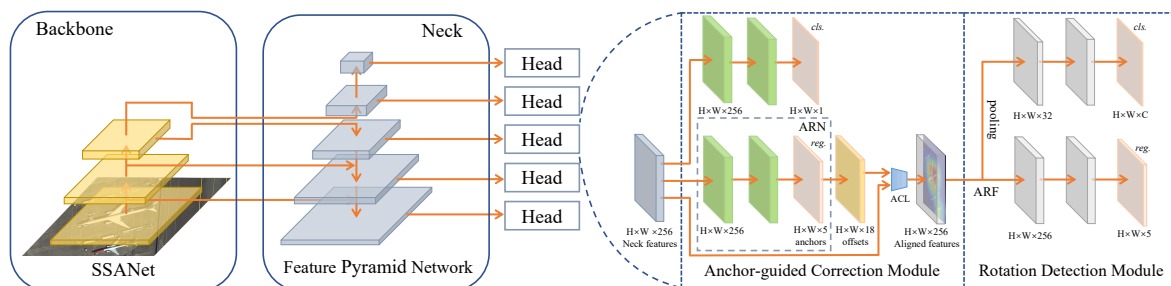 Backbone
SSANet
Neck
Feature Pyramid Network
Head
Head
Head
Head
Head
H×W ×256
Neck features
cls.
H×W×256
H×W×1
ARN
reg.
H×W×256
H×W×5
anchors
H×W×18
offsets
ACL
H×W×256
Aligned features
Anchor-guided Correction Module
pooling
ARF
cls.
H×W×32
H×W×C
reg.
H×W×256
H×W×5
Rotation Detection Module